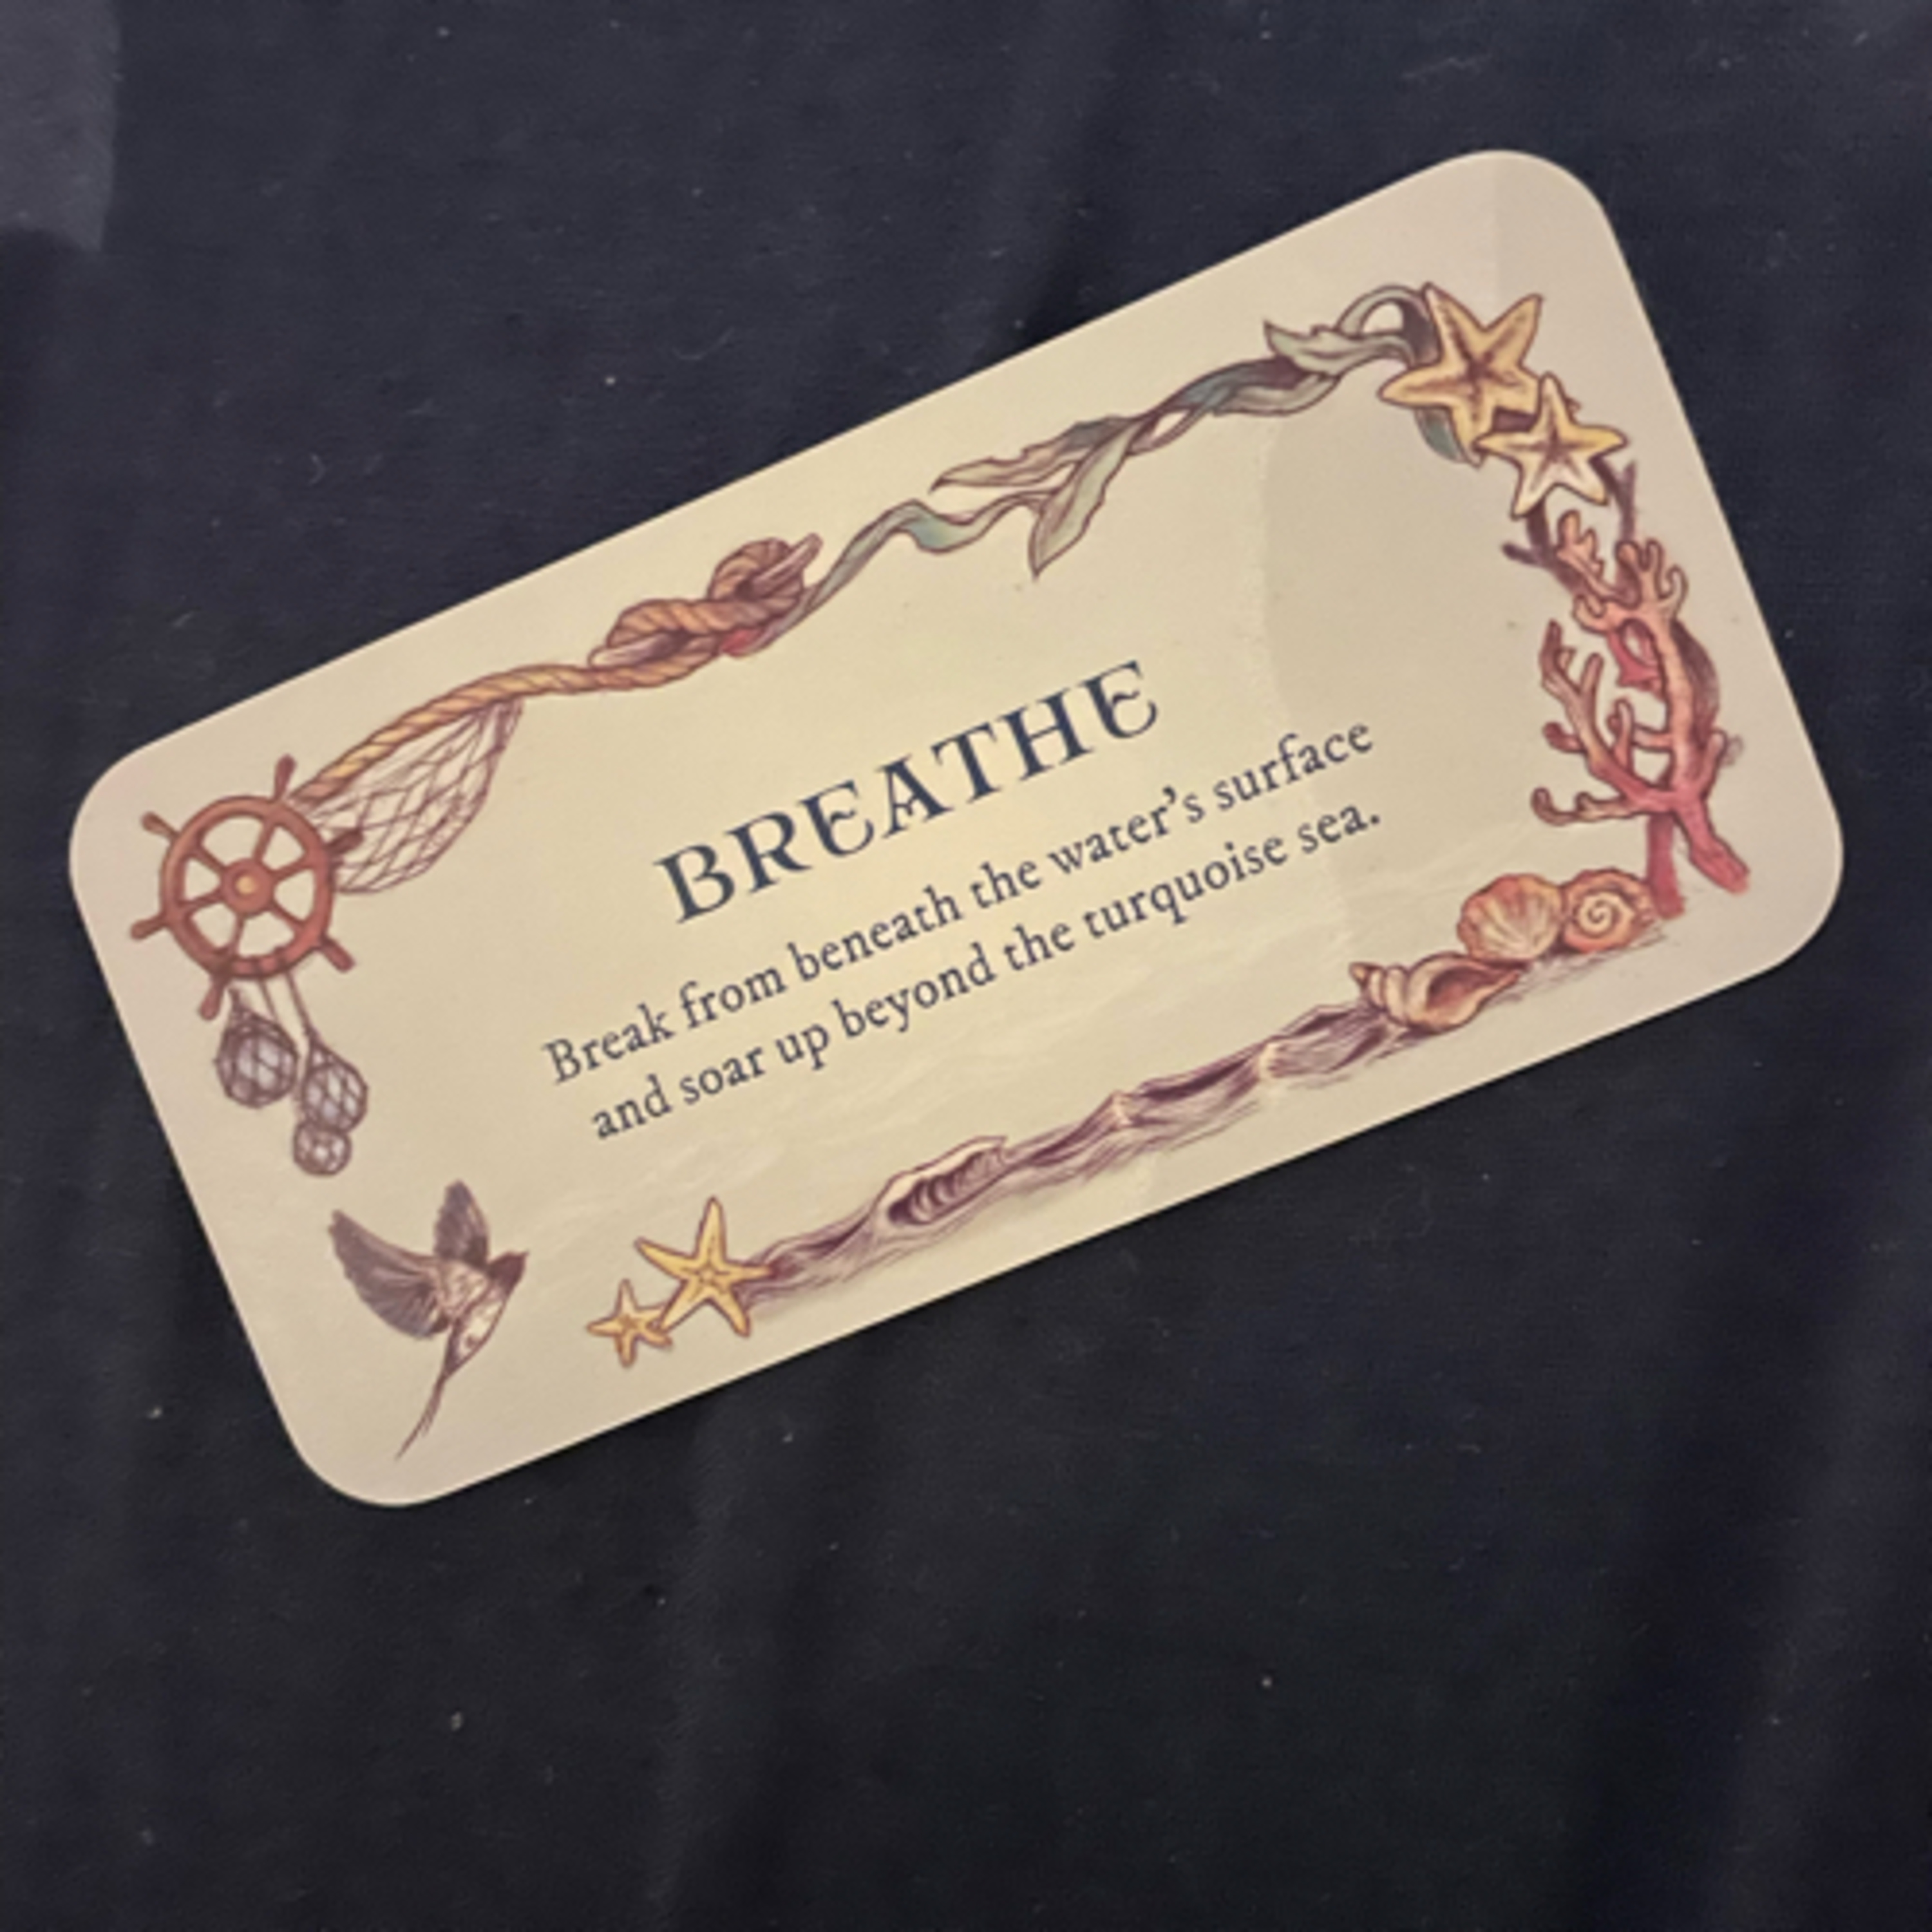 BREATHE
Break from beneath the water's surface
and soar up beyond the turquoise sea.